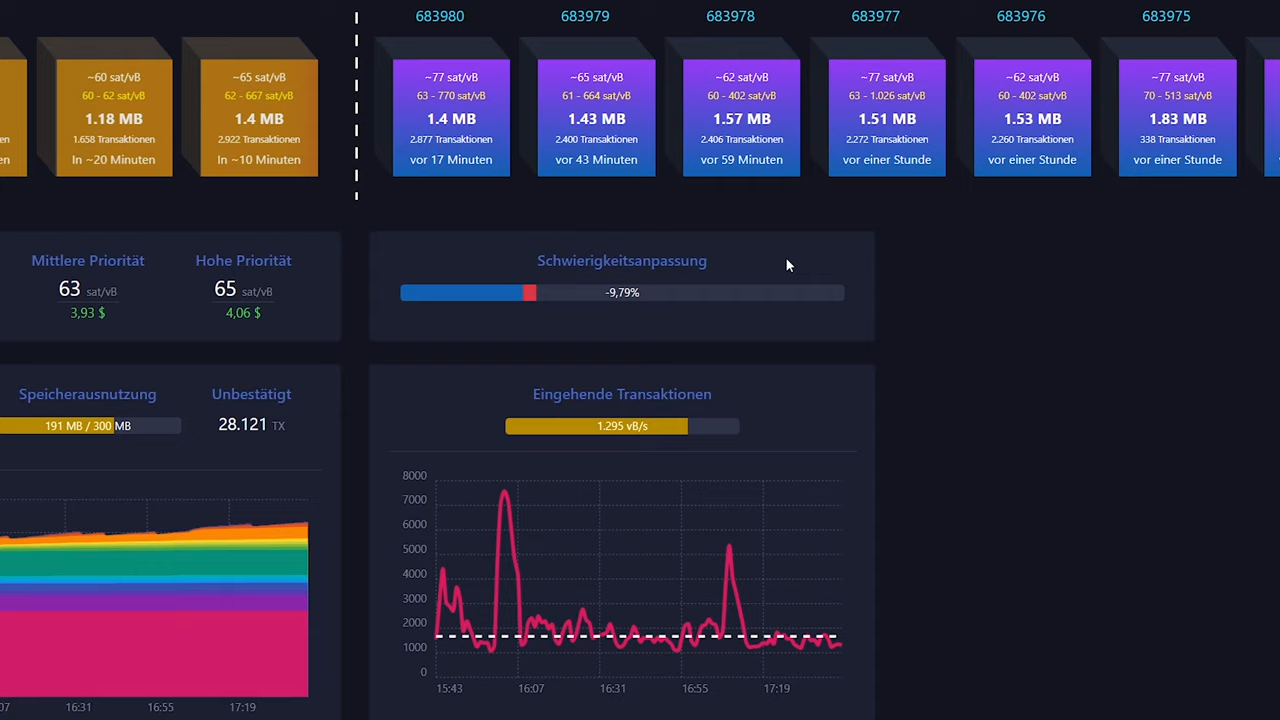 683980
683979
683978
683977
683976
683975
en
en
~60 sat/vB
60 - 62 sat/vB
1.18 MB
1.658 Transaktionen
In ~20 Minuten
~65 sat/vB
62 - 667 sat/vB
1.4 MB
2.922 Transaktionen
In ~10 Minuten
~77 sat/vB
63 - 770 sat/vB
1.4 MB
2.877 Transaktionen
vor 17 Minuten
~65 sat/vB
61 - 664 sat/vB
1.43 MB
2.400 Transaktionen
vor 43 Minuten
~62 sat/vB
60 - 402 sat/vB
1.57 MB
2.406 Transaktionen
vor 59 Minuten
~77 sat/vB
63 - 1.026 sat/vB
1.51 MB
2.272 Transaktionen
vor einer Stunde
~62 sat/vB
60 - 402 sat/vB
1.53 MB
2.260 Transaktionen
vor einer Stunde
~77 sat/vB
70 - 513 sat/vB
1.83 MB
338 Transaktionen
vor einer Stunde
Mittlere Priorität
63 sat/vB
3,93 $
Hohe Priorität
65 sat/vB
4,06 $
Schwierigkeitsanpassung
-9,79%
Speicherausnutzung
191 MB / 300 MB
Unbestätigt
28.121 TX
07
16:31
16:55
17:19
Eingehende Transaktionen
1.295 vB/s
8000
7000
6000
5000
4000
3000
2000
1000
0
15:43
16:07
16:31
16:55
17:19